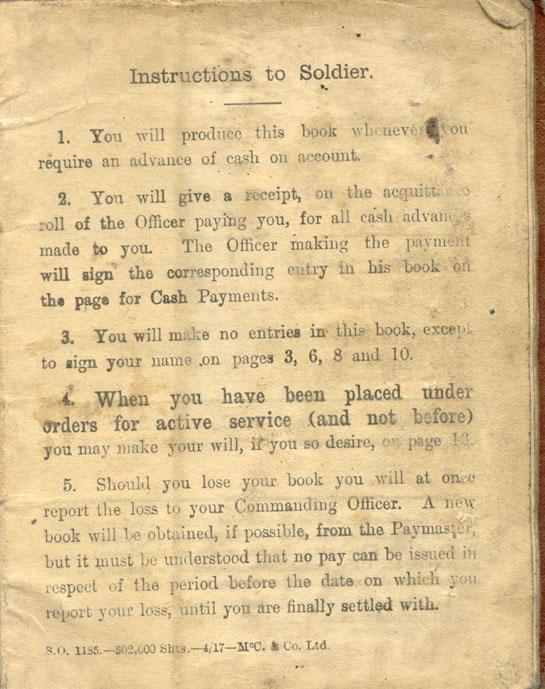 Instructions to Soldier.
1. You will produce this book whenever you
require an advance of cash on account.
2. You will give a receipt, on the acquittance
roll of the Officer paying you, for all cash advances
made to you. The Officer making the payment
will sign the corresponding entry in his book on
the page for Cash Payments.
3. You will make no entries in this book, except
to sign your name on pages 3, 6, 8 and 10.
4. When you have been placed under
orders for active service (and not before)
you may make your will, if you so desire, on page
5. Should you lose your book you will at once
report the loss to your Commanding Officer. A new
book will be obtained, if possible, from the Paymaster,
but it must be understood that no pay can be issued in
respect of the period before the date on which you
report your loss, until you are finally settled with.
S.O. 1185.—502,000 Shts.—4/17—McC. & Co. Ltd.